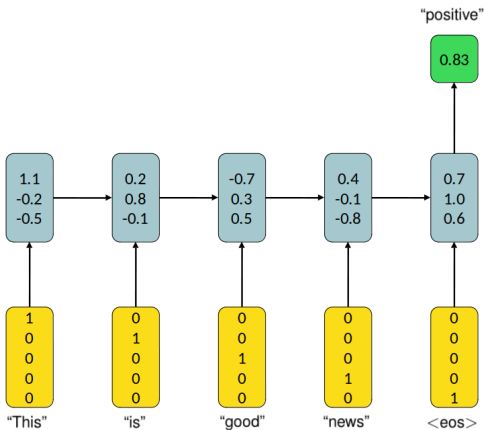 “positive”
0.83
1.1 0.2 -0.7 0.4 0.7
-0.2 0.8 0.3 -0.1 1.0
-0.5 -0.1 0.5 -0.8 0.6
1 0 0 0 0
0 1 0 0 0
0 0 1 0 0
0 0 0 1 0
0 0 0 0 1
“This” “is” “good” “news” <eos>